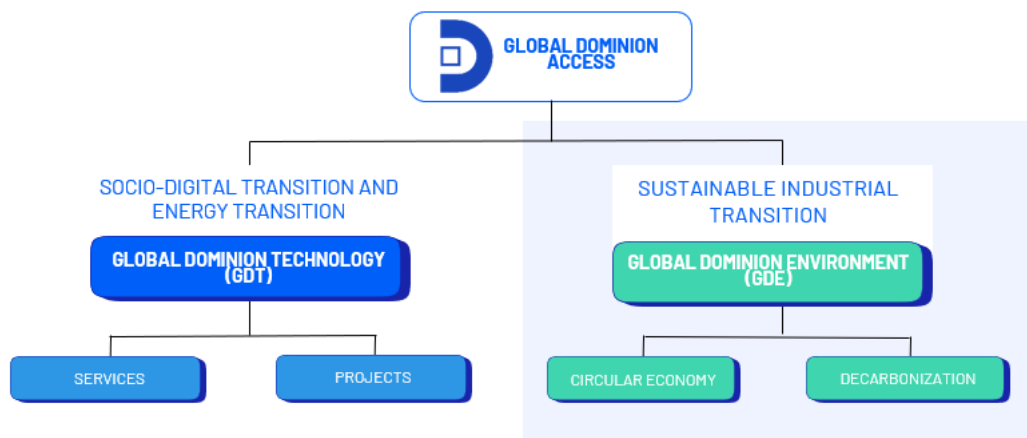 GLOBAL DOMINION
ACCESS
SOCIO-DIGITAL TRANSITION AND
ENERGY TRANSITION
GLOBAL DOMINION TECHNOLOGY
(GDT)
SERVICES
PROJECTS
SUSTAINABLE INDUSTRIAL
TRANSITION
GLOBAL DOMINION ENVIRONMENT
(GDE)
CIRCULAR ECONOMY
DECARBONIZATION